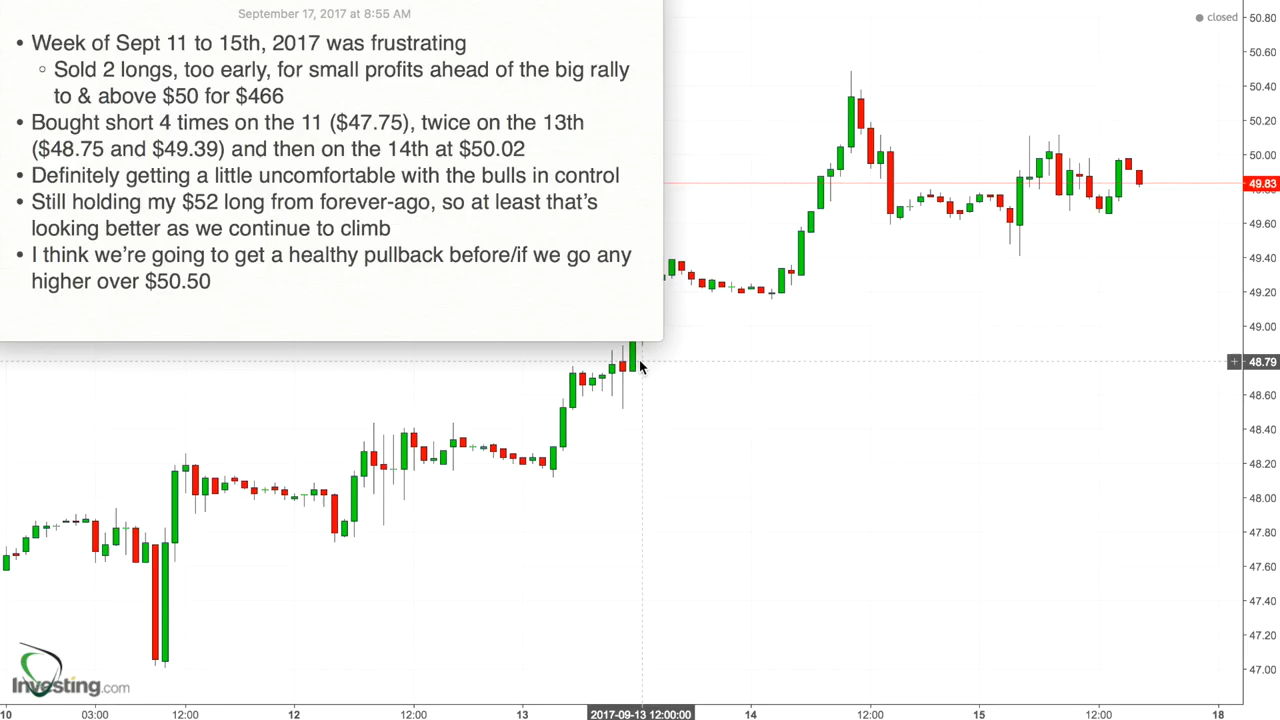 September 17, 2017 at 8:55 AM
• Week of Sept 11 to 15th, 2017 was frustrating
◦ Sold 2 longs, too early, for small profits ahead of the big rally
to & above $50 for $466
• Bought short 4 times on the 11 ($47.75), twice on the 13th
($48.75 and $49.39) and then on the 14th at $50.02
• Definitely getting a little uncomfortable with the bulls in control
• Still holding my $52 long from forever-ago, so at least that's
looking better as we continue to climb
• I think we're going to get a healthy pullback before/if we go any
higher over $50.50
closed
50.80
50.60
50.40
50.20
50.00
49.83
49.60
49.40
49.20
49.00
+ 48.79
48.60
48.40
48.20
48.00
47.80
47.60
47.40
47.20
47.00
Investing.com
10 03:00 12:00 12 12:00 13 2017-09-13 12:00:00 14 12:00 15 12:00 18